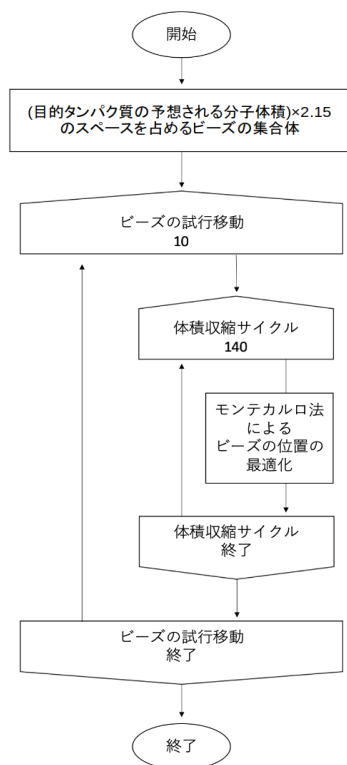 開始
(目的タンパク質の予想される分子体積)×2.15
のスペースを占めるビーズの集合体
ビーズの試行移動
10
体積収縮サイクル
140
モンテカルロ法
による
ビーズの位置の
最適化
体積収縮サイクル
終了
ビーズの試行移動
終了
終了